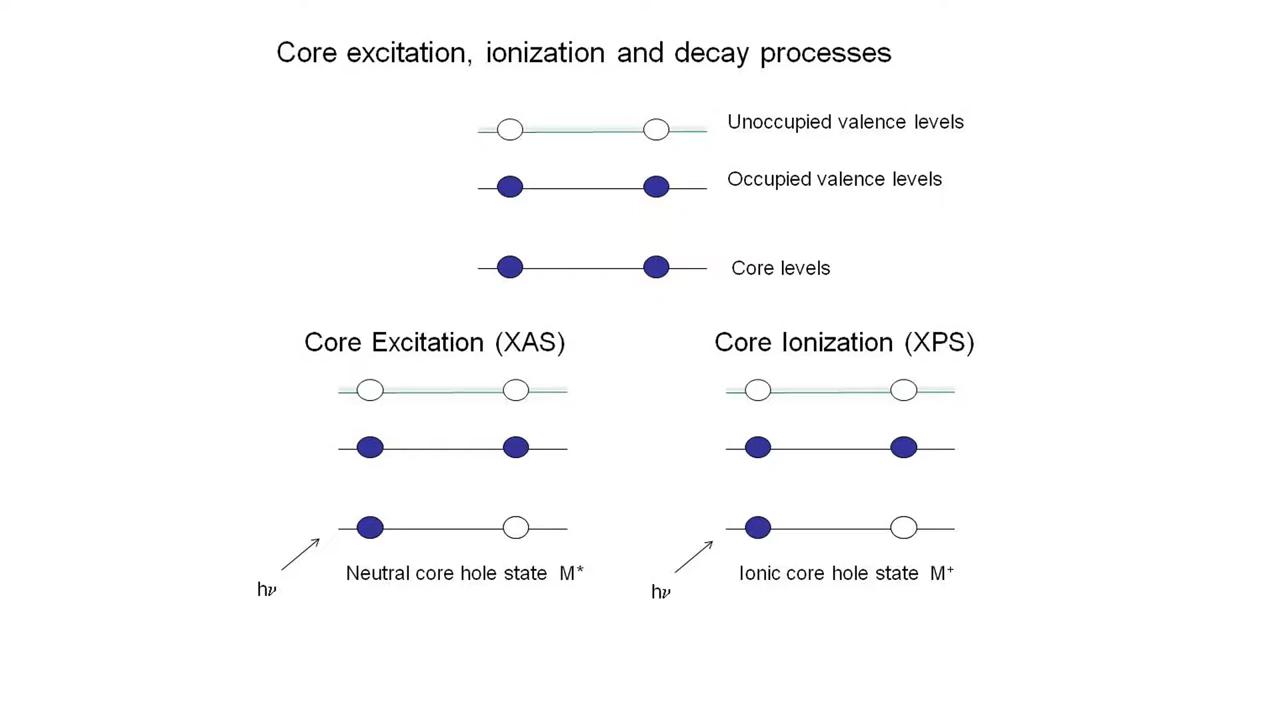 Core excitation, ionization and decay processes
Unoccupied valence levels
Occupied valence levels
Core levels
Core Excitation (XAS)
Core Ionization (XPS)
hν
Neutral core hole state M*
hν
Ionic core hole state M⁺